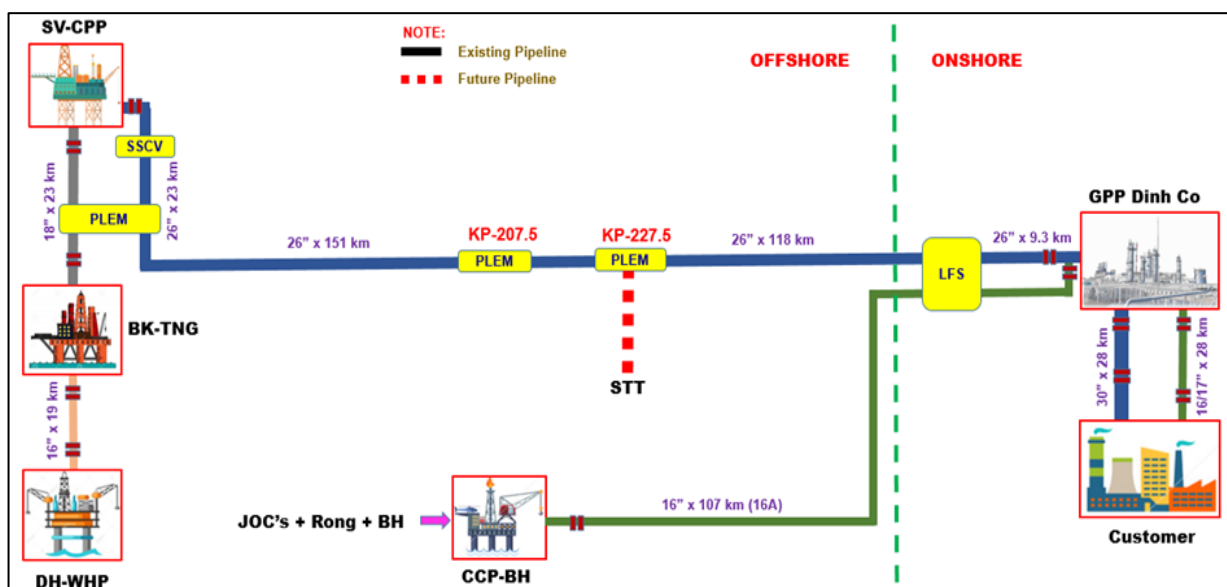 SV-CPP
NOTE:
Existing Pipeline
Future Pipeline
OFFSHORE
ONSHORE
SSCV
18" x 23 km
26" x 23 km
PLEM
GPP Dinh Co
26" x 151 km
KP-207.5
PLEM
KP-227.5
PLEM
26" x 118 km
26" x 9.3 km
LFS
BK-TNG
STT
30" x 28 km
16/17" x 28 km
16" x 19 km
JOC's + Rong + BH
16" x 107 km (16A)
DH-WHP
CCP-BH
Customer